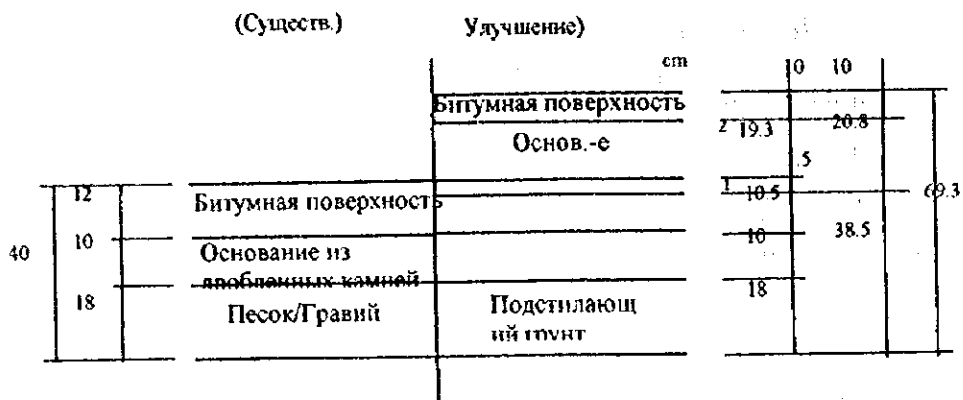 (Существ.) Улучшение)
cm
10 10
Битумная поверхность
2 19.3 20.8
Основ.-е
.5
12 1
Битумная поверхность 10.5 69.3
40 10 10 38.5
Основание из
дробленных камней
18 18
Песок/Гравий Подстилающ
ий грунт